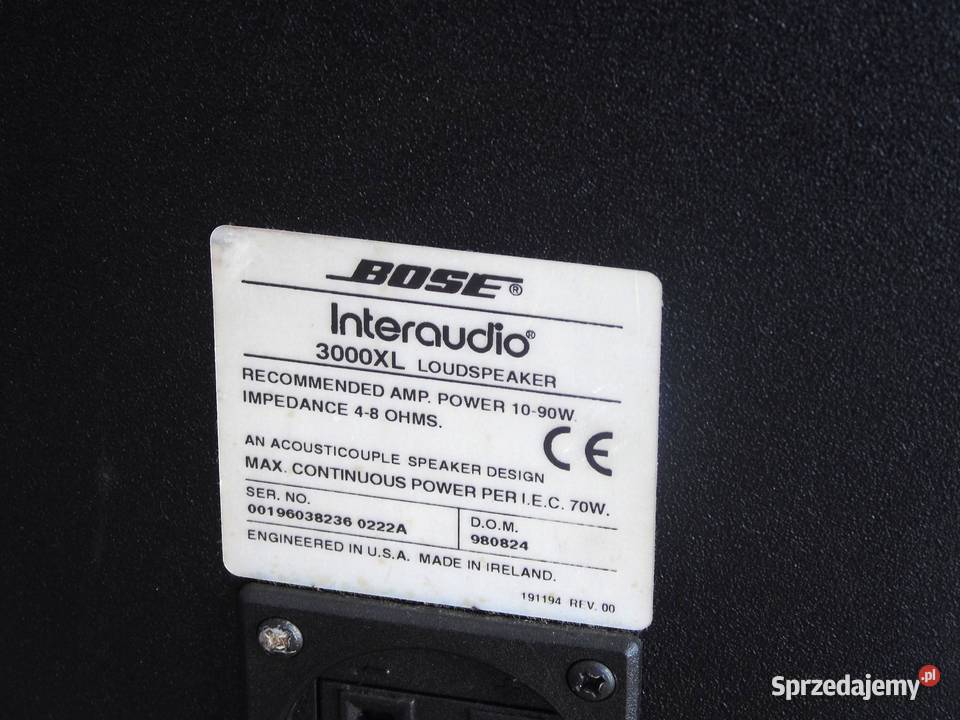 BOSE®
Interaudio®
3000XL LOUDSPEAKER
RECOMMENDED AMP. POWER 10-90W.
IMPEDANCE 4-8 OHMS.
CE
AN ACOUSTICOUPLE SPEAKER DESIGN
MAX. CONTINUOUS POWER PER I.E.C. 70W.
SER. NO.
00196038236 0222A
D.O.M.
980824
ENGINEERED IN U.S.A. MADE IN IRELAND.
191194 REV. 00
Sprzedajemy.pl